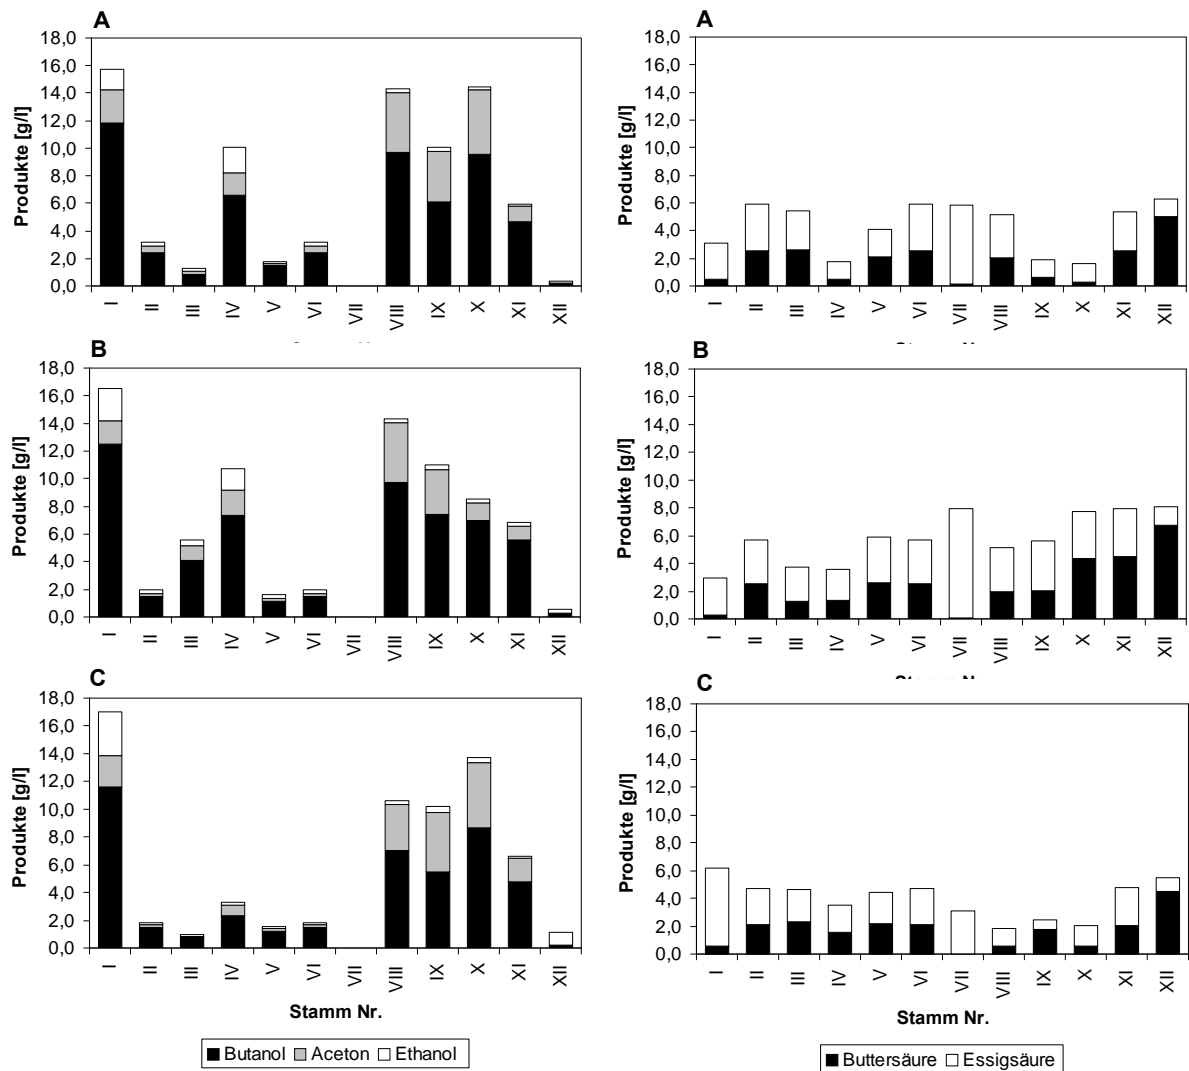 A
18,0
16,0
14,0
12,0
10,0
8,0
6,0
4,0
2,0
0,0
Produkte [g/l]
I II III IV V VI VII VIII IX X XI XII
A
18,0
16,0
14,0
12,0
10,0
8,0
6,0
4,0
2,0
0,0
Produkte [g/l]
I II III IV V VI VII VIII IX X XI XII
B
18,0
16,0
14,0
12,0
10,0
8,0
6,0
4,0
2,0
0,0
Produkte [g/l]
I II III IV V VI VII VIII IX X XI XII
B
18,0
16,0
14,0
12,0
10,0
8,0
6,0
4,0
2,0
0,0
Produkte [g/l]
I II III IV V VI VII VIII IX X XI XII
C
18,0
16,0
14,0
12,0
10,0
8,0
6,0
4,0
2,0
0,0
Produkte [g/l]
I II III IV V VI VII VIII IX X XI XII
Stamm Nr.
Butanol Aceton Ethanol
C
18,0
16,0
14,0
12,0
10,0
8,0
6,0
4,0
2,0
0,0
Produkte [g/l]
I II III IV V VI VII VIII IX X XI XII
Stamm Nr.
Buttersäure Essigsäure